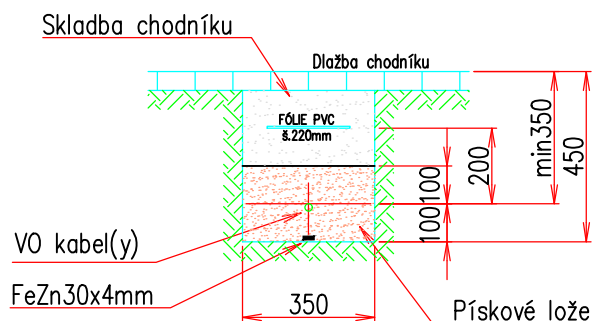 Skladba chodníku
Dlažba chodníku
FÓLIE PVC
š.220mm
min350
450
200
100
100
VO kabel(y)
FeZn30x4mm
350
Pískové lože